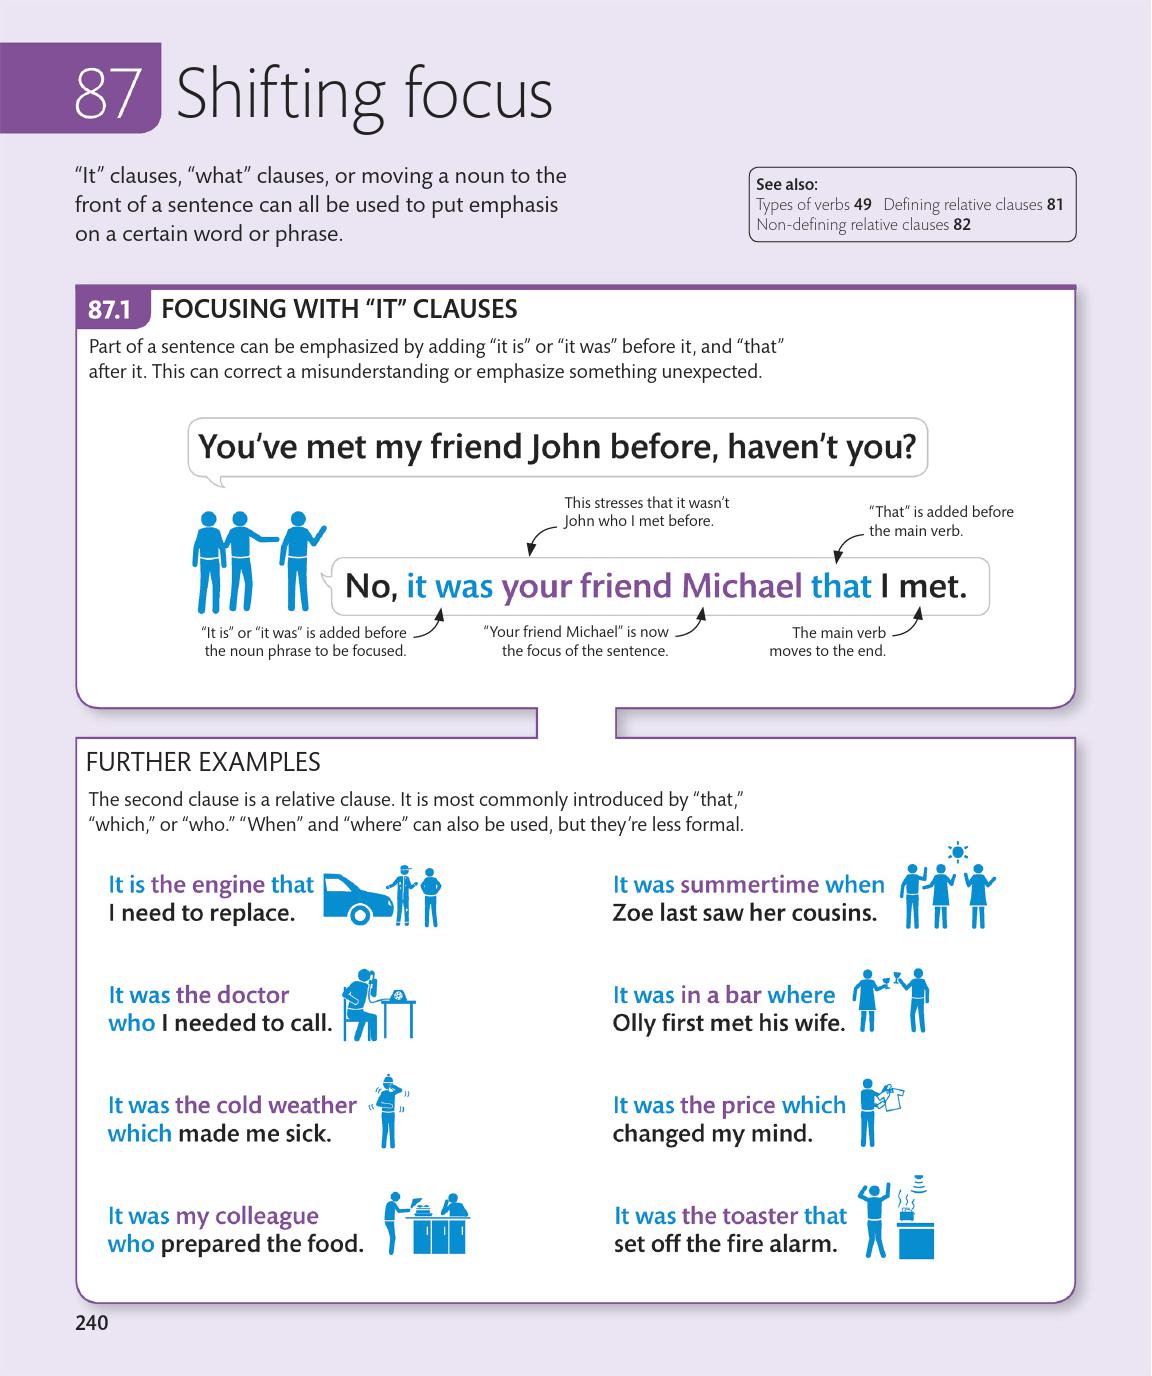 87 Shifting focus
“It” clauses, “what” clauses, or moving a noun to the
front of a sentence can all be used to put emphasis
on a certain word or phrase.
See also:
Types of verbs 49 Defining relative clauses 81
Non-defining relative clauses 82
87.1 FOCUSING WITH “IT” CLAUSES
Part of a sentence can be emphasized by adding “it is” or “it was” before it, and “that”
after it. This can correct a misunderstanding or emphasize something unexpected.
You’ve met my friend John before, haven’t you?
This stresses that it wasn’t
John who I met before.
“That” is added before
the main verb.
No, it was your friend Michael that I met.
“It is” or “it was” is added before
the noun phrase to be focused.
“Your friend Michael” is now
the focus of the sentence.
The main verb
moves to the end.
FURTHER EXAMPLES
The second clause is a relative clause. It is most commonly introduced by “that,”
“which,” or “who.” “When” and “where” can also be used, but they’re less formal.
It is the engine that
I need to replace.
It was summertime when
Zoe last saw her cousins.
It was the doctor
who I needed to call.
It was in a bar where
Olly first met his wife.
It was the cold weather
which made me sick.
It was the price which
changed my mind.
It was my colleague
who prepared the food.
It was the toaster that
set off the fire alarm.
240